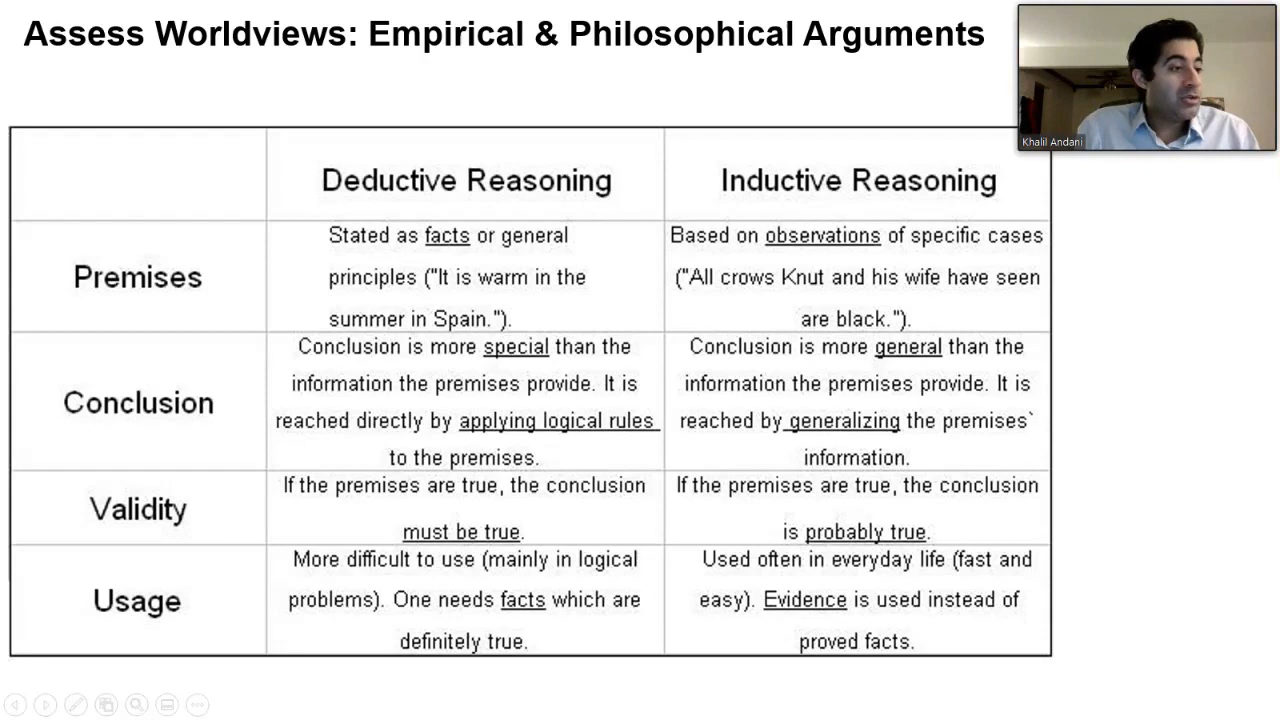 Assess Worldviews: Empirical & Philosophical Arguments
Khalil Andani
Deductive Reasoning
Inductive Reasoning
Premises
Stated as facts or general
principles ("It is warm in the
summer in Spain.").
Based on observations of specific cases
("All crows Knut and his wife have seen
are black.").
Conclusion
Conclusion is more special than the
information the premises provide. It is
reached directly by applying logical rules
to the premises.
Conclusion is more general than the
information the premises provide. It is
reached by generalizing the premises`
information.
Validity
If the premises are true, the conclusion
must be true.
If the premises are true, the conclusion
is probably true.
Usage
More difficult to use (mainly in logical
problems). One needs facts which are
definitely true.
Used often in everyday life (fast and
easy). Evidence is used instead of
proved facts.